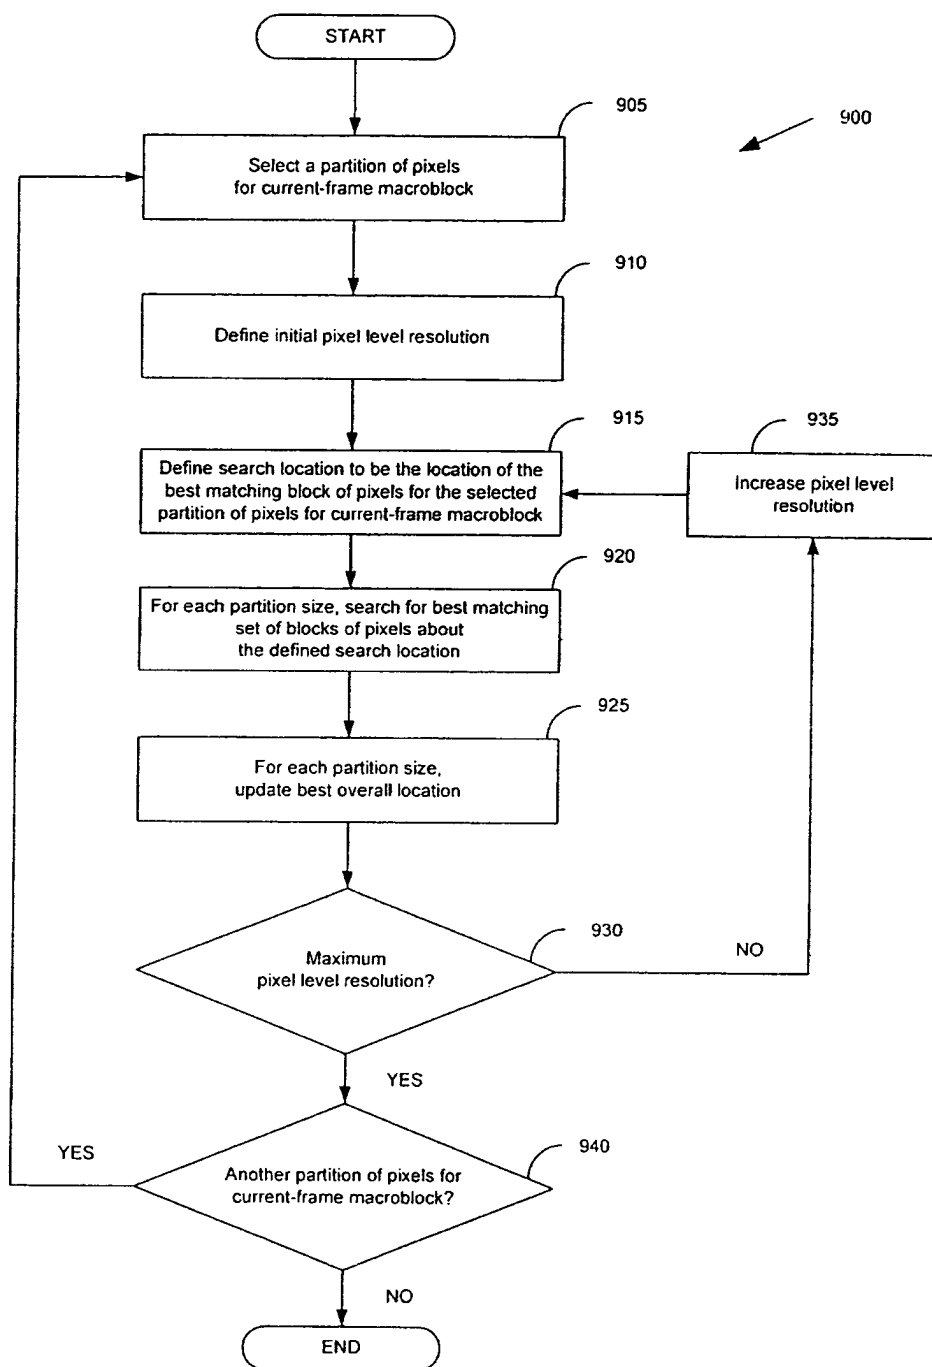 START
905
900
Select a partition of pixels
for current-frame macroblock
910
Define initial pixel level resolution
915
935
Define search location to be the location of the
best matching block of pixels for the selected
partition of pixels for current-frame macroblock
Increase pixel level
resolution
920
For each partition size, search for best matching
set of blocks of pixels about
the defined search location
925
For each partition size,
update best overall location
930
NO
Maximum
pixel level resolution?
YES
YES
940
Another partition of pixels for
current-frame macroblock?
NO
END